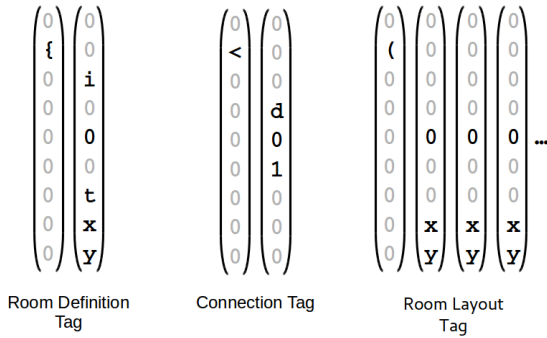 0 0 0 0 0 0 0 0
{ 0 < 0 ( 0 0 0
0 i 0 0 0 0 0 0
0 0 0 d 0 0 0 0
0 0 0 0 0 0 0 0 ...
0 0 0 1 0 0 0 0
0 t 0 0 0 0 0 0
0 x 0 0 0 x x x
0 y 0 0 0 y y y
Room Definition
Tag
Connection Tag
Room Layout
Tag